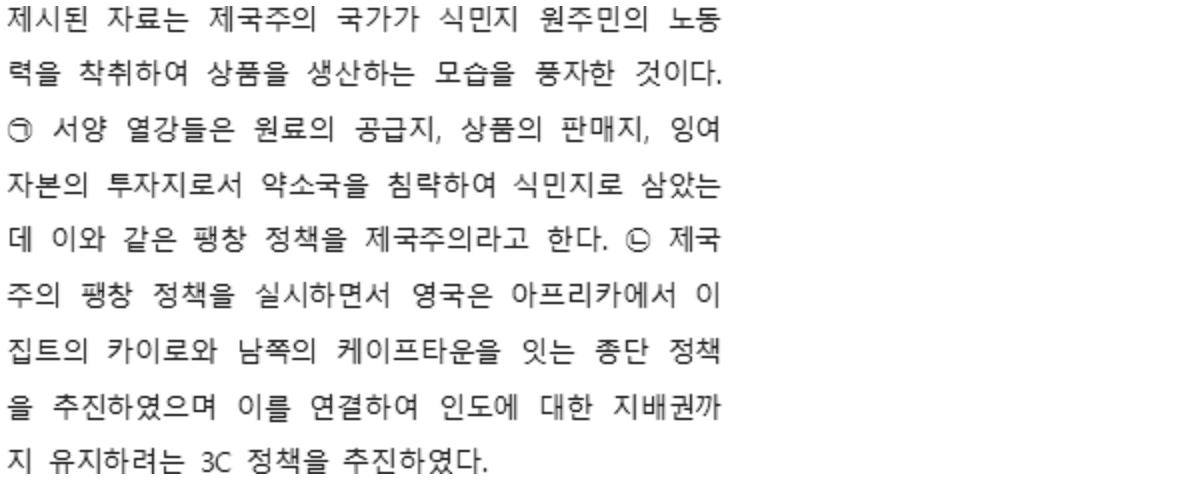 제시된 자료는 제국주의 국가가 식민지 원주민의 노동
력을 착취하여 상품을 생산하는 모습을 풍자한 것이다.
㉠ 서양 열강들은 원료의 공급지, 상품의 판매지, 잉여
자본의 투자지로서 약소국을 침략하여 식민지로 삼았는
데 이와 같은 팽창 정책을 제국주의라고 한다. ㉡ 제국
주의 팽창 정책을 실시하면서 영국은 아프리카에서 이
집트의 카이로와 남쪽의 케이프타운을 잇는 종단 정책
을 추진하였으며 이를 연결하여 인도에 대한 지배권까
지 유지하려는 3C 정책을 추진하였다.